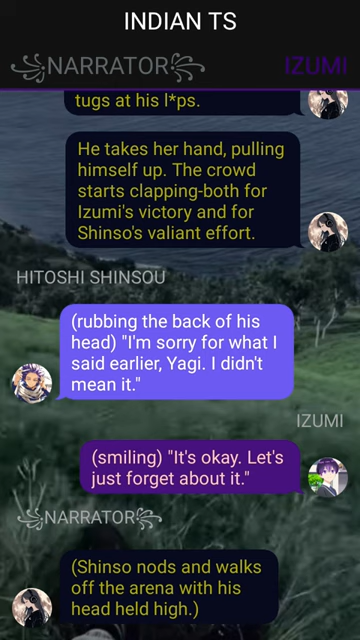 INDIAN TS
NARRATOR
IZUMI
tugs at his l*ps.
He takes her hand, pulling
himself up. The crowd
starts clapping-both for
Izumi's victory and for
Shinso's valiant effort.
HITOSHI SHINSOU
(rubbing the back of his
head) "I'm sorry for what I
said earlier, Yagi. I didn't
mean it."
IZUMI
(smiling) "It's okay. Let's
just forget about it."
NARRATOR
(Shinso nods and walks
off the arena with his
head held high.)